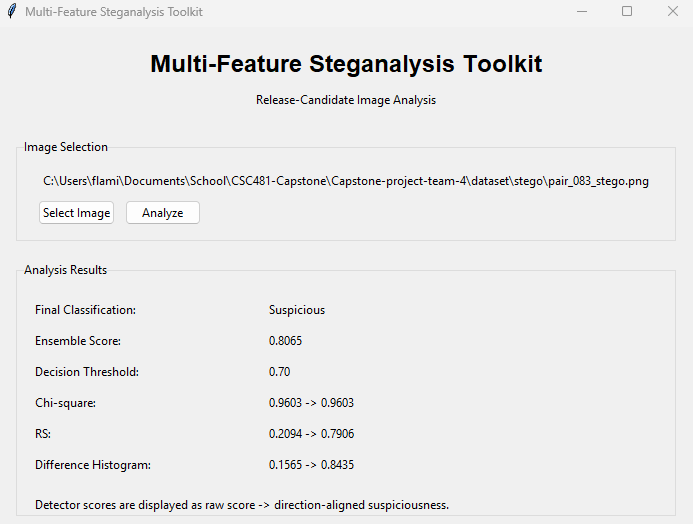 Multi-Feature Steganalysis Toolkit
Multi-Feature Steganalysis Toolkit
Release-Candidate Image Analysis
Image Selection
C:\Users\flami\Documents\School\CSC481-Capstone\Capstone-project-team-4\dataset\stego\pair_083_stego.png
Select Image Analyze
Analysis Results
Final Classification: Suspicious
Ensemble Score: 0.8065
Decision Threshold: 0.70
Chi-square: 0.9603 -> 0.9603
RS: 0.2094 -> 0.7906
Difference Histogram: 0.1565 -> 0.8435
Detector scores are displayed as raw score -> direction-aligned suspiciousness.